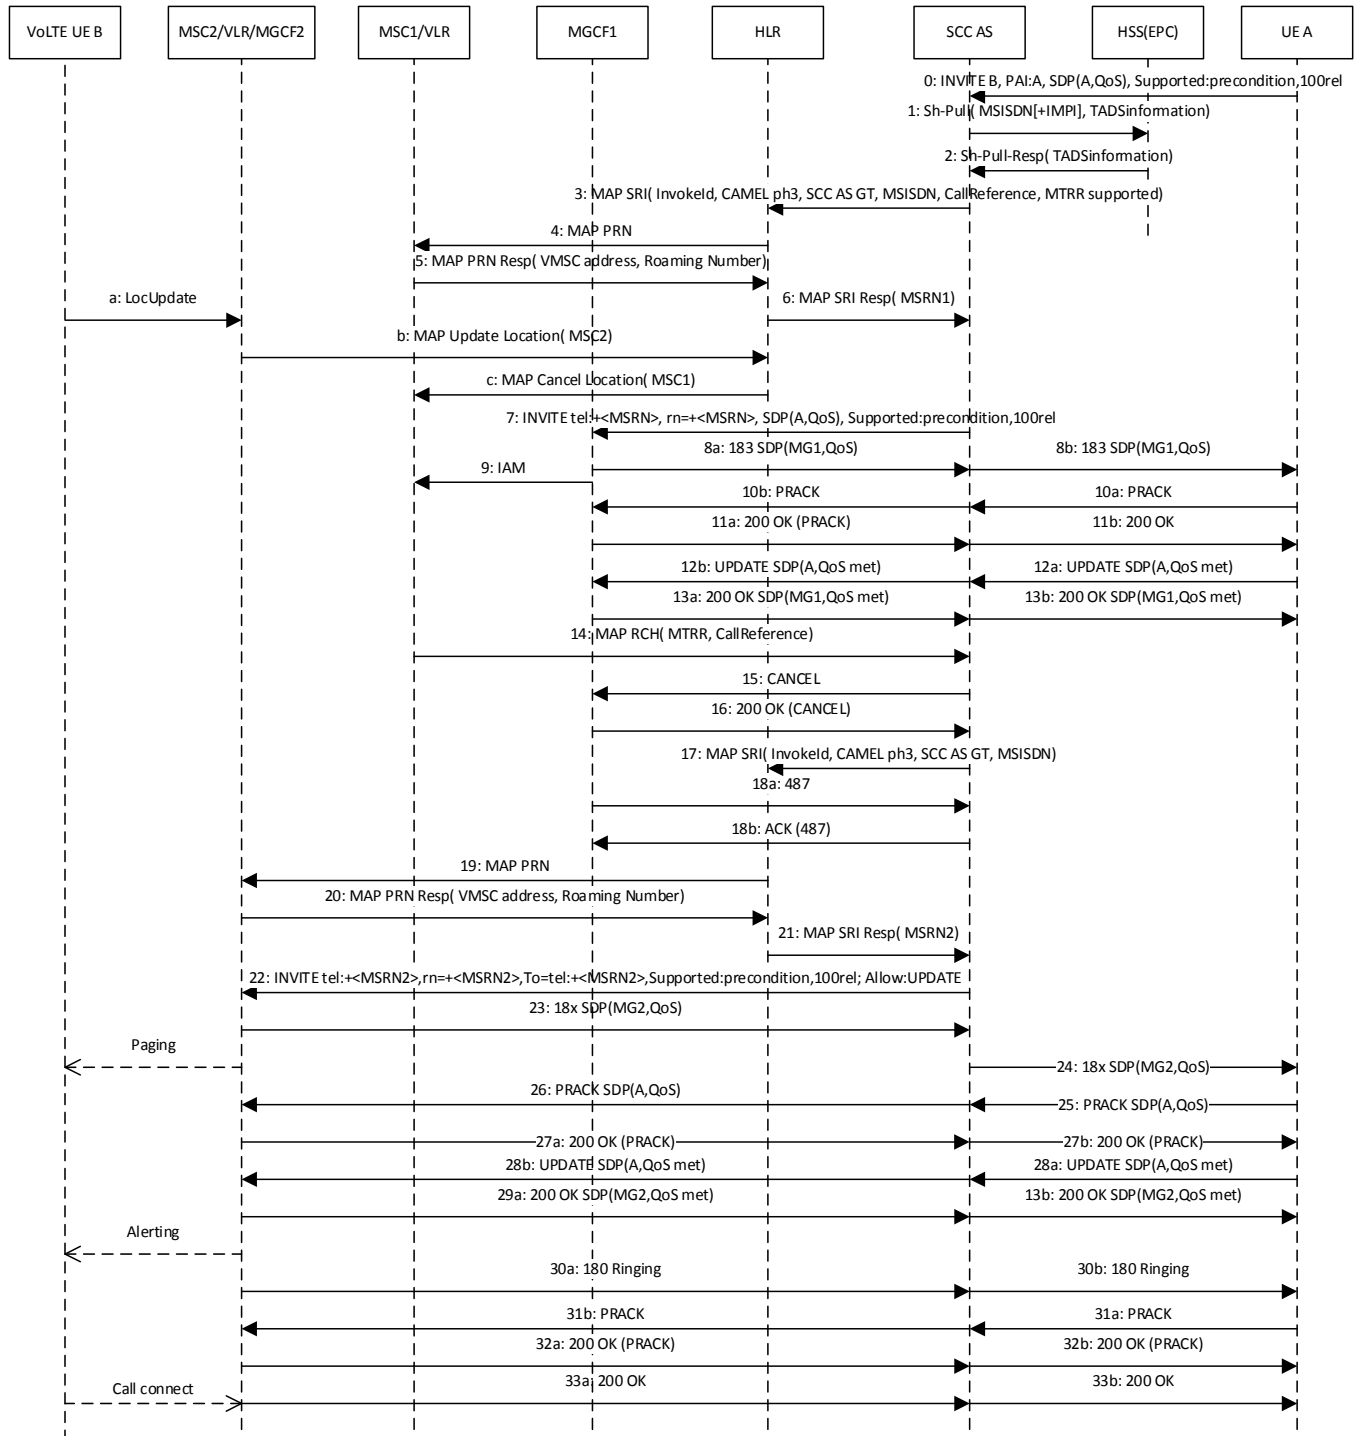 VoLTE UE B
MSC2/VLR/MGCF2
MSC1/VLR
MGCF1
HLR
SCC AS
HSS(EPC)
UE A
0: INVITE B, PAI:A, SDP(A,QoS), Supported:precondition,100rel
1: Sh-Pull( MSISDN[+IMPI], TADSinformation)
2: Sh-Pull-Resp( TADSinformation)
3: MAP SRI( InvokeId, CAMEL ph3, SCC AS GT, MSISDN, CallReference, MTRR supported)
4: MAP PRN
5: MAP PRN Resp( VMSC address, Roaming Number)
a: LocUpdate
6: MAP SRI Resp( MSRN1)
b: MAP Update Location( MSC2)
c: MAP Cancel Location( MSC1)
7: INVITE tel:+<MSRN>, rn=+<MSRN>, SDP(A,QoS), Supported:precondition,100rel
8a: 183 SDP(MG1,QoS)
8b: 183 SDP(MG1,QoS)
9: IAM
10b: PRACK
10a: PRACK
11a: 200 OK (PRACK)
11b: 200 OK
12b: UPDATE SDP(A,QoS met)
12a: UPDATE SDP(A,QoS met)
13a: 200 OK SDP(MG1,QoS met)
13b: 200 OK SDP(MG1,QoS met)
14: MAP RCH( MTRR, CallReference)
15: CANCEL
16: 200 OK (CANCEL)
17: MAP SRI( InvokeId, CAMEL ph3, SCC AS GT, MSISDN)
18a: 487
18b: ACK (487)
19: MAP PRN
20: MAP PRN Resp( VMSC address, Roaming Number)
21: MAP SRI Resp( MSRN2)
22: INVITE tel:+<MSRN2>,rn=+<MSRN2>,To=tel:+<MSRN2>,Supported:precondition,100rel; Allow:UPDATE
23: 18x SDP(MG2,QoS)
Paging
24: 18x SDP(MG2,QoS)
26: PRACK SDP(A,QoS)
25: PRACK SDP(A,QoS)
27a: 200 OK (PRACK)
27b: 200 OK (PRACK)
28b: UPDATE SDP(A,QoS met)
28a: UPDATE SDP(A,QoS met)
29a: 200 OK SDP(MG2,QoS met)
13b: 200 OK SDP(MG2,QoS met)
Alerting
30a: 180 Ringing
30b: 180 Ringing
31b: PRACK
31a: PRACK
32a: 200 OK (PRACK)
32b: 200 OK (PRACK)
Call connect
33a: 200 OK
33b: 200 OK